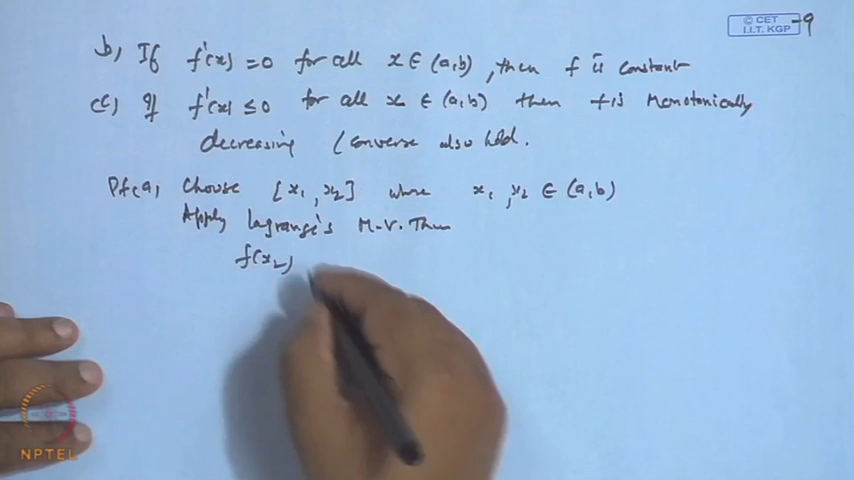 © CET
I.I.T. KGP
-9
b) If f'(x) = 0 for all x ∈ (a,b), then f is constant
(c) If f'(x) ≤ 0 for all x ∈ (a,b) then f is Monotonically
decreasing (converse also hold.
Pf (a) Choose [x₁, x₂] where x₁, x₂ ∈ (a,b)
Apply Lagrange's M.V. Thm
f(x₂)
NPTEL